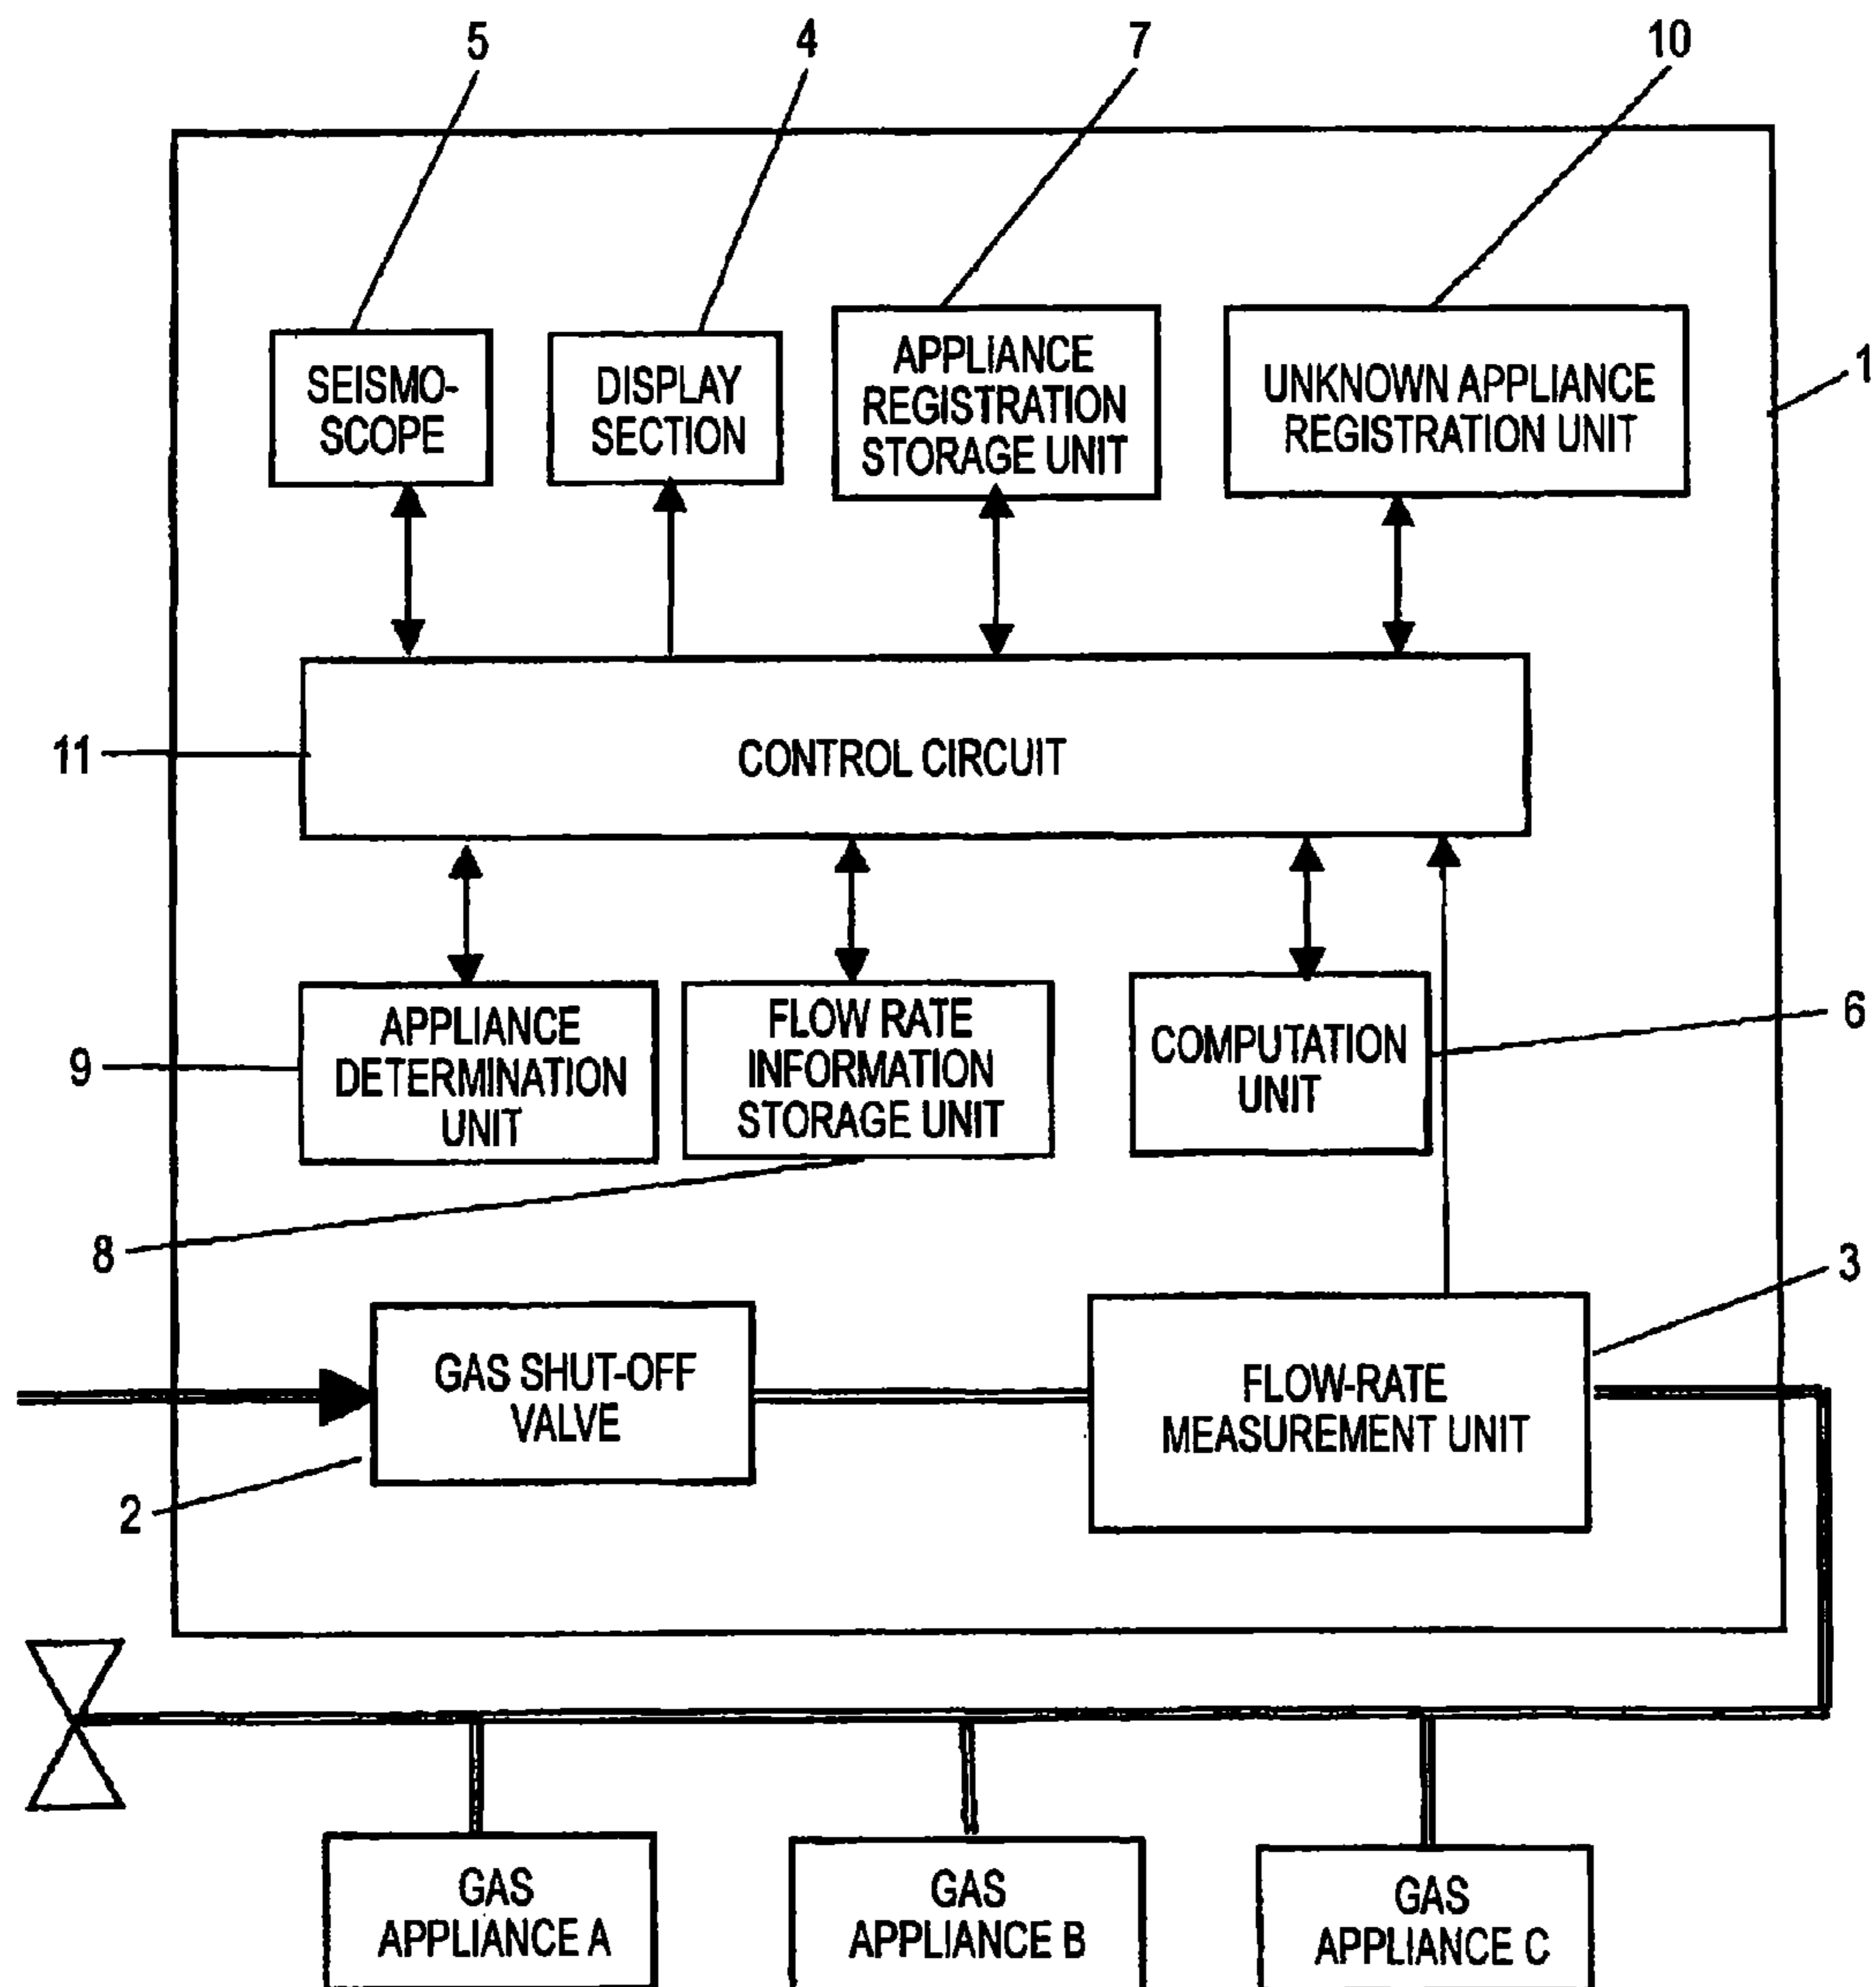 5
4
7
10
SEISMO-
SCOPE
DISPLAY
SECTION
APPLIANCE
REGISTRATION
STORAGE UNIT
UNKNOWN APPLIANCE
REGISTRATION UNIT
1
11
CONTROL CIRCUIT
9
APPLIANCE
DETERMINATION
UNIT
FLOW RATE
INFORMATION
STORAGE UNIT
COMPUTATION
UNIT
6
8
3
GAS SHUT-OFF
VALVE
FLOW-RATE
MEASUREMENT UNIT
2
GAS
APPLIANCE A
GAS
APPLIANCE B
GAS
APPLIANCE C